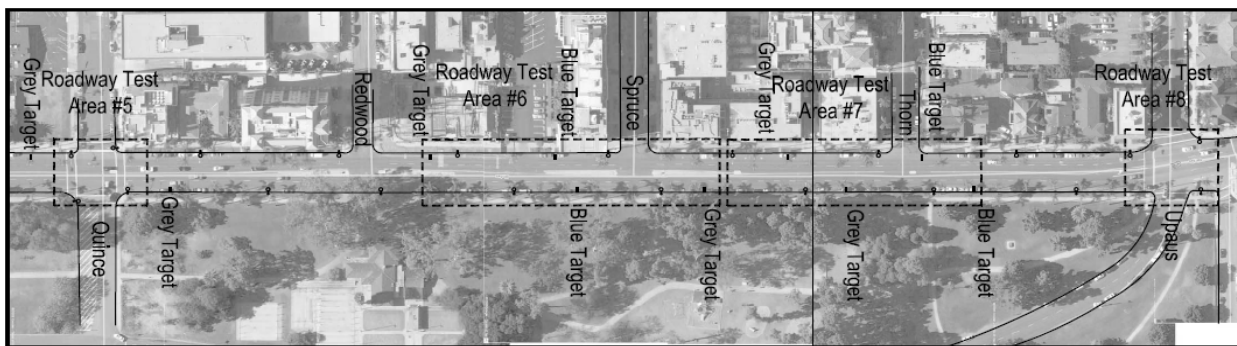 Grey Target
Roadway Test
Area #5
Redwood
Grey Target
Roadway Test
Area #6
Blue Target
Spruce
Grey Target
Roadway Test
Area #7
Thorn
Blue Target
Roadway Test
Area #8
Quince
Grey Target
Blue Target
Grey Target
Grey Target
Blue Target
Upaus